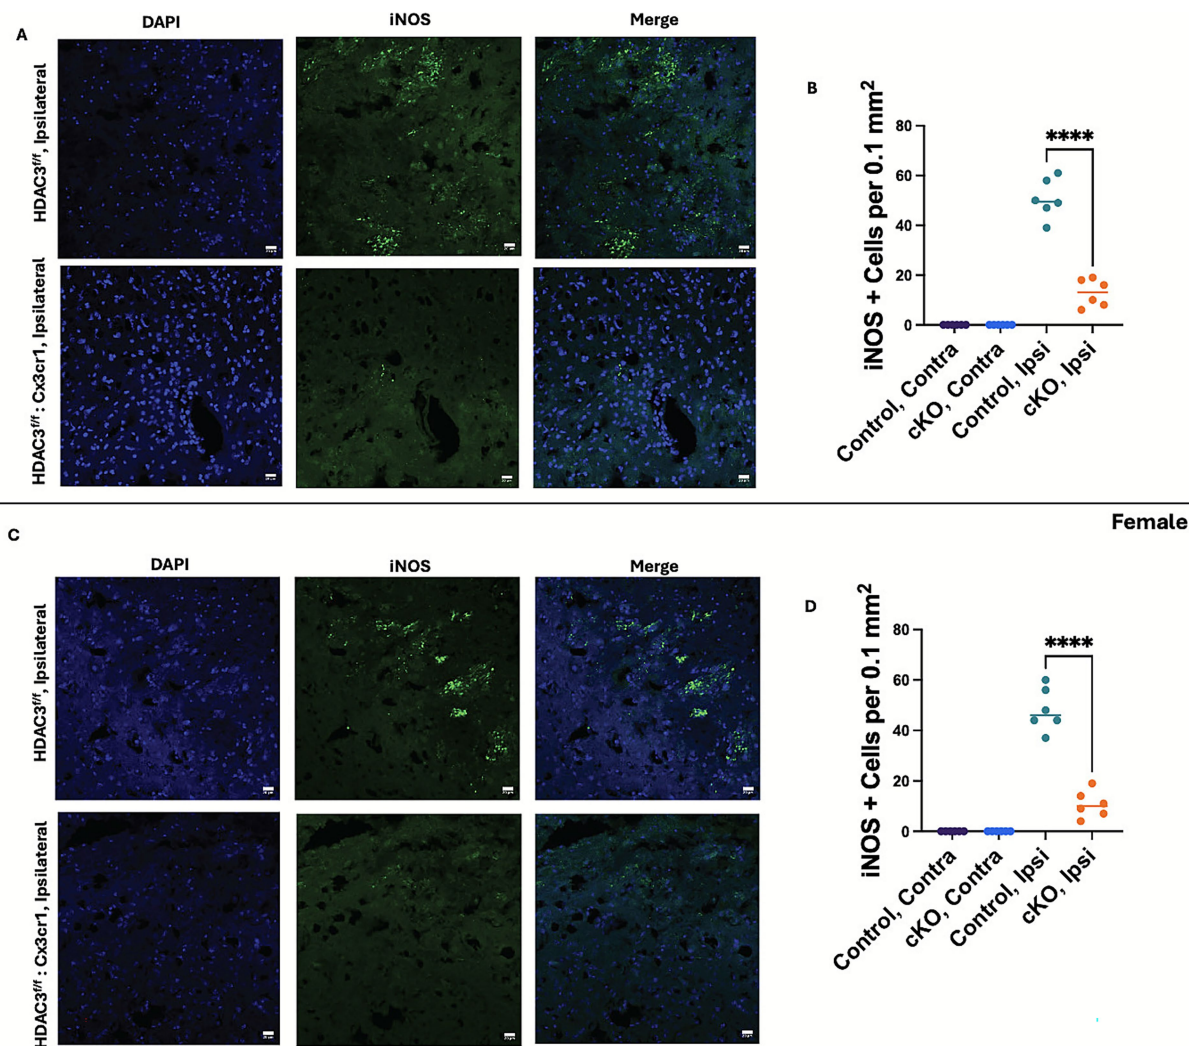 A
DAPI
iNOS
Merge
HDAC3f/f, Ipsilateral
HDAC3f/f : Cx3cr1, Ipsilateral
B
iNOS + Cells per 0.1 mm2
80
60
40
20
0
****
Control, Contra
cKO, Contra
Control, Ipsi
cKO, Ipsi
Female
C
DAPI
iNOS
Merge
HDAC3f/f, Ipsilateral
HDAC3f/f : Cx3cr1, Ipsilateral
D
iNOS + Cells per 0.1 mm2
80
60
40
20
0
****
Control, Contra
cKO, Contra
Control, Ipsi
cKO, Ipsi